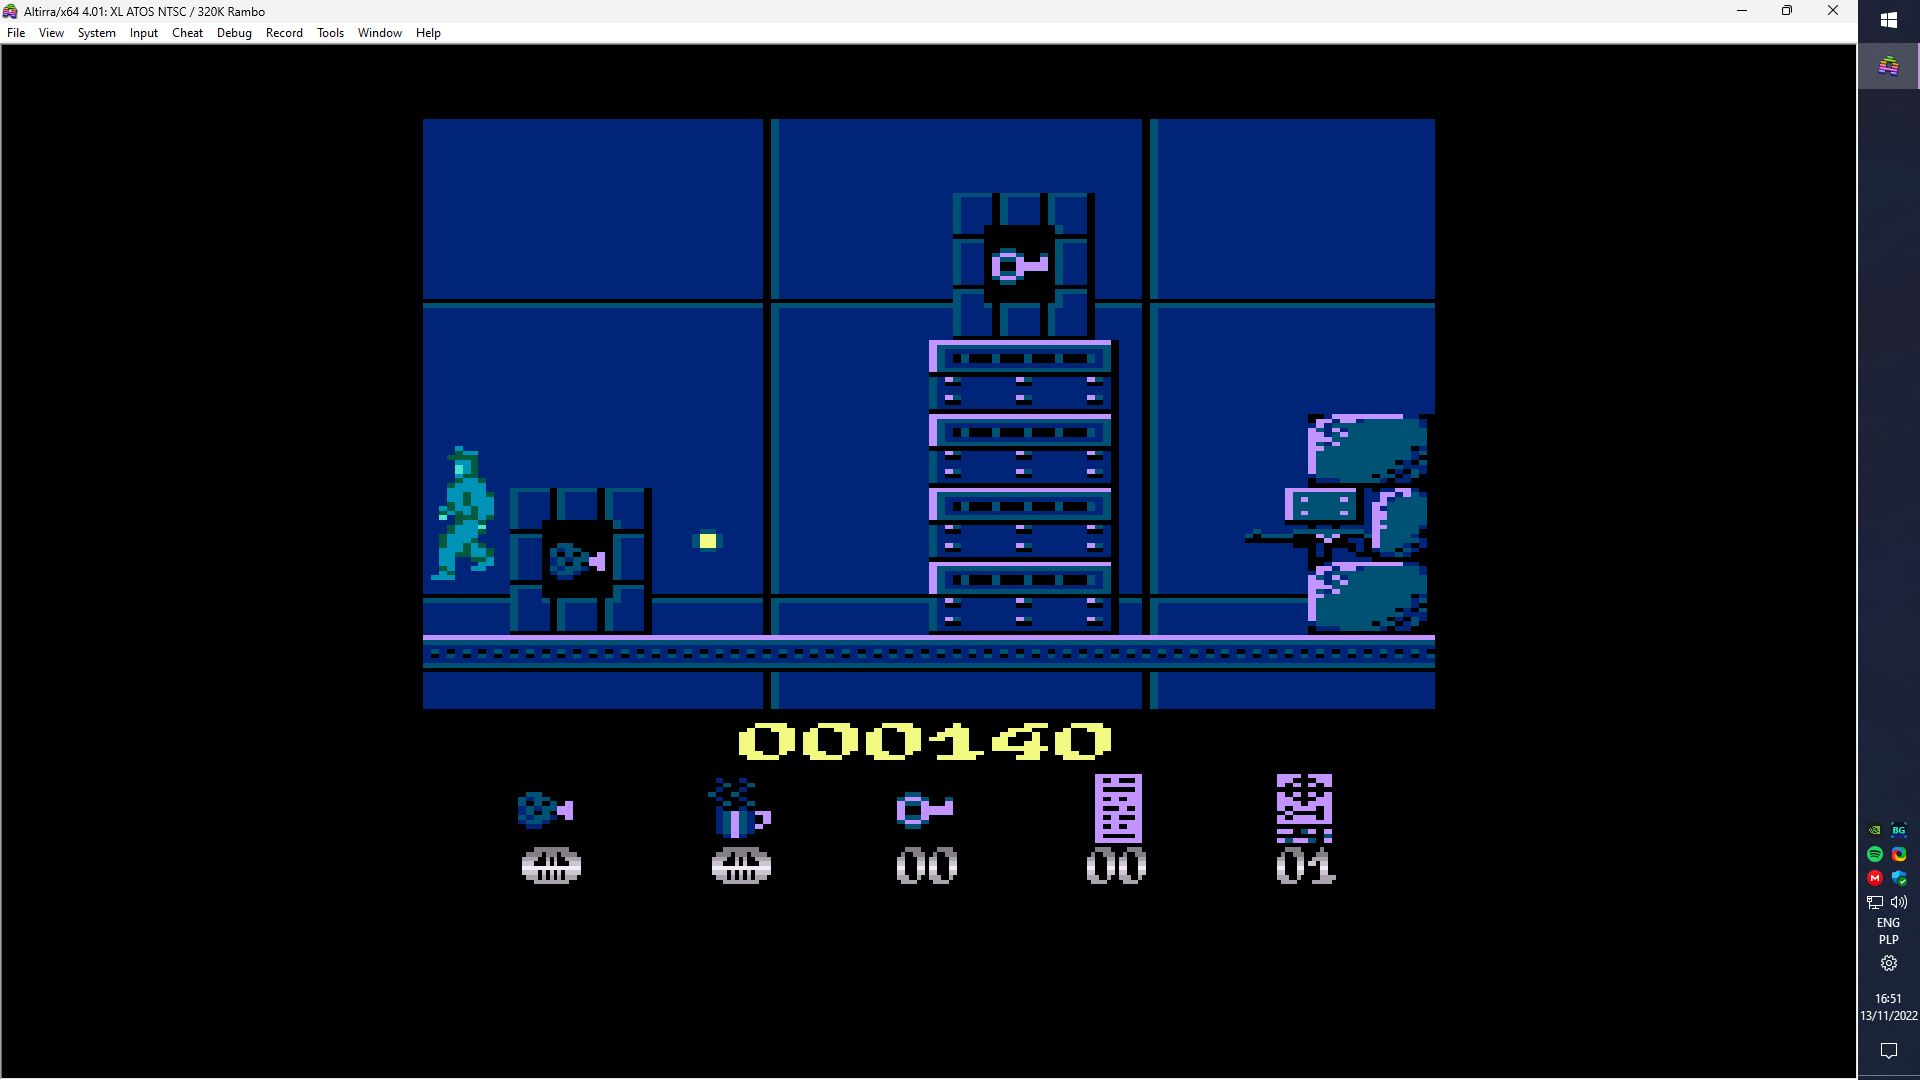 Altirra/x64 4.01: XL ATOS NTSC / 320K Rambo
File View System Input Cheat Debug Record Tools Window Help
000140
00 00 01
BG
M
ENG
PLP
16:51
13/11/2022